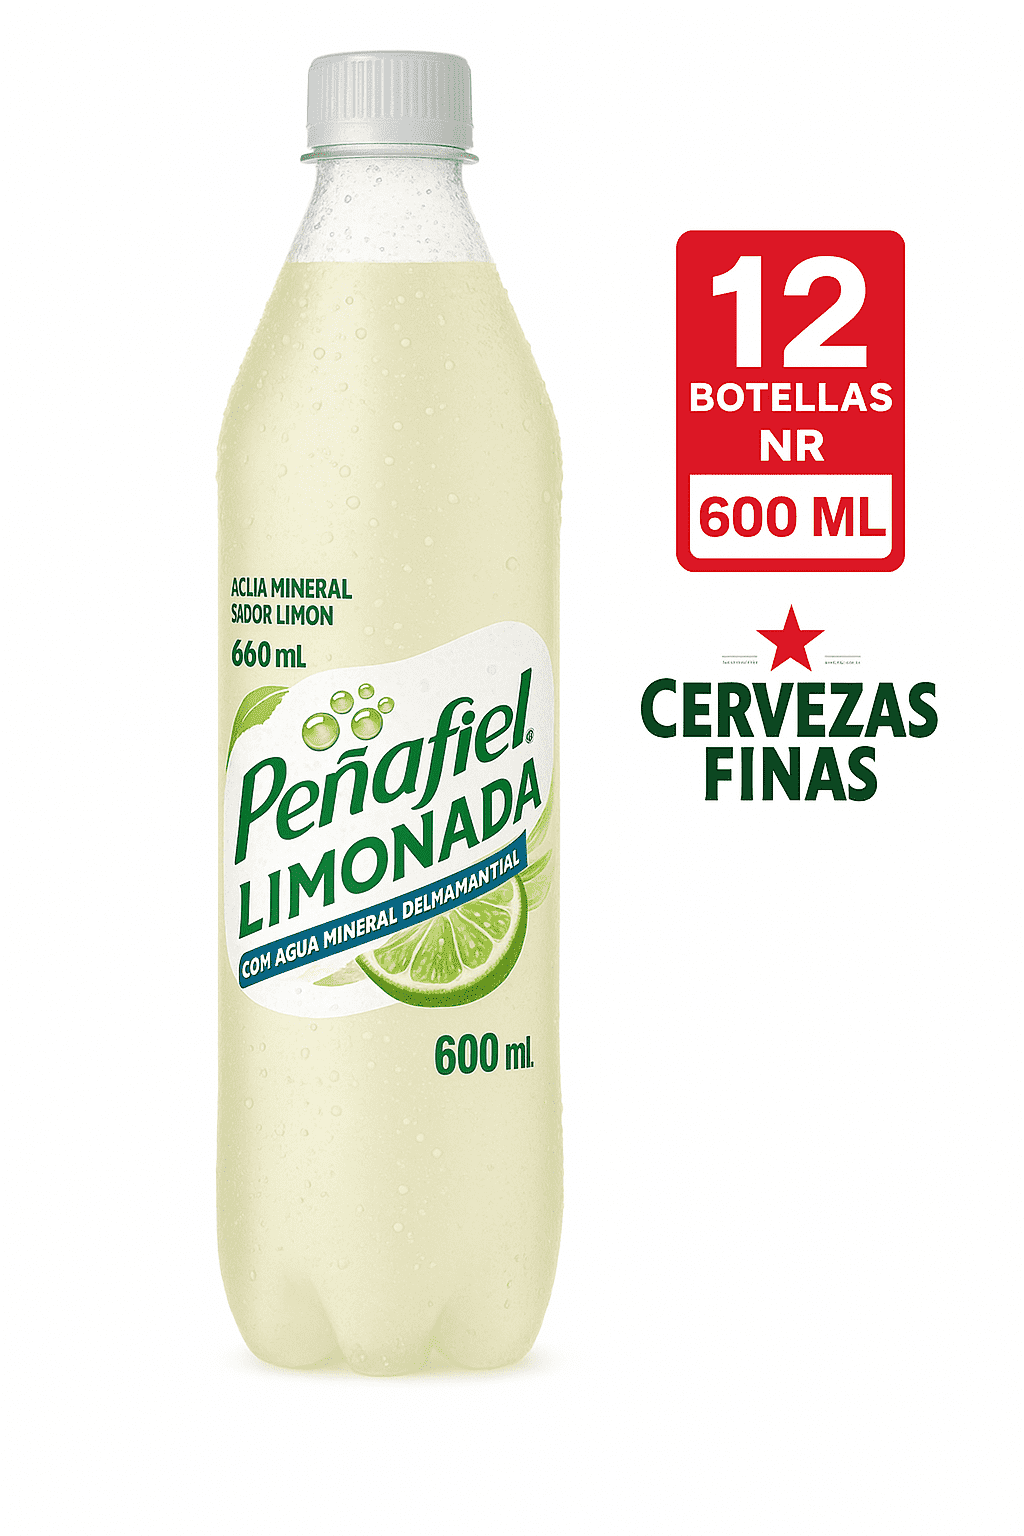 ACLIA MINERAL
SADOR LIMON
660 mL
Peñafiel®
LIMONADA
COM AGUA MINERAL DELMAMANTIAL
600 ml.
12
BOTELLAS
NR
600 ML
CERVEZAS
FINAS